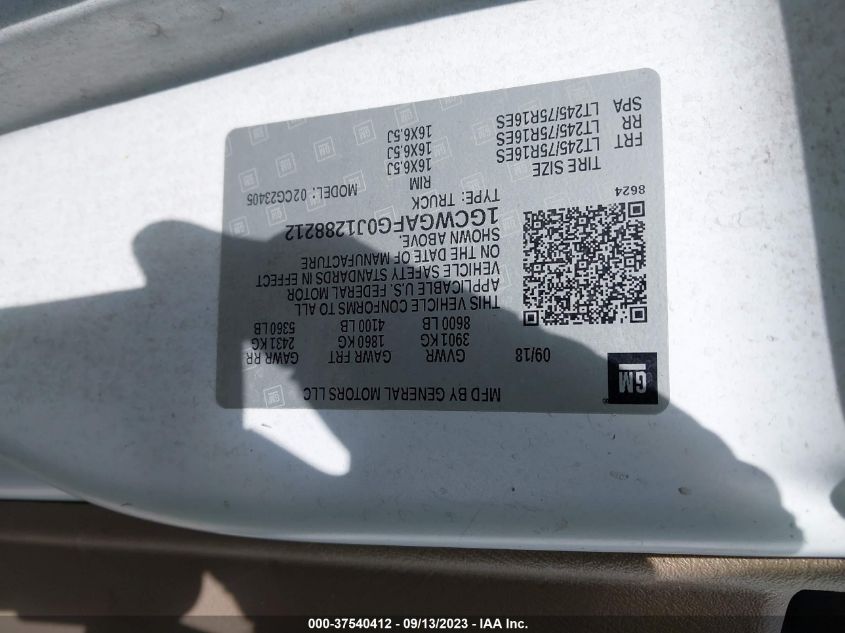 GM
MFD BY GENERAL MOTORS LLC
09/18
GVWR GAWR FRT GAWR RR
3901 KG 1860 KG 2431 KG
8600 LB 4100 LB 5360 LB
THIS VEHICLE CONFORMS TO ALL
APPLICABLE U.S. FEDERAL MOTOR
VEHICLE SAFETY STANDARDS IN EFFECT
ON THE DATE OF MANUFACTURE
SHOWN ABOVE.
1GCWGAFG0J1288212
TYPE: TRUCK MODEL: 02CG23405
8624
TIRE SIZE RIM
FRT LT245/75R16ES 16X6.5J
RR LT245/75R16ES 16X6.5J
SPA LT245/75R16ES 16X6.5J
000-37540412 - 09/13/2023 - IAA Inc.